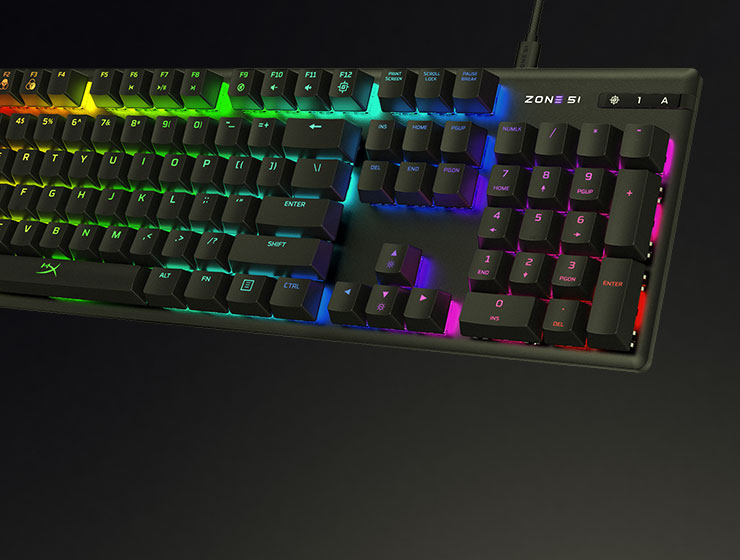 ZONE 51
1 A
F2 F3 F4 F5 F6 F7 F8 F9 F10 F11 F12 PRINT SCREEN SCROLL LOCK PAUSE BREAK
4$ 5% 6^ 7& 8* 9( 0) -_ =+ ← INS HOME PGUP NUMLK / * -
R T Y U I O P [{ ]} \| DEL END PGDN 7 HOME 8 9 PGUP +
F G H J K L ;: '" ENTER 4 5 6
V B N M ,< .> /? SHIFT 1 END 2 3 PGDN ENTER
HX ALT FN CTRL 0 INS . DEL